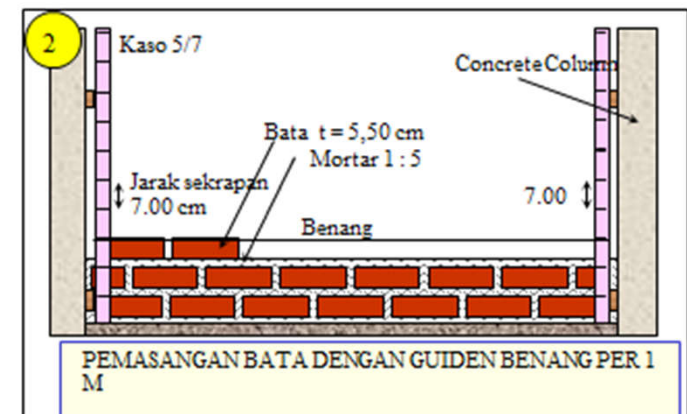 2
Kaso 5/7
Concrete Column
Bata t = 5,50 cm
Mortar 1 : 5
Jarak sekrapan
7.00 cm
7.00
Benang
PEMASANGAN BATA DENGAN GUIDEN BENANG PER 1
M